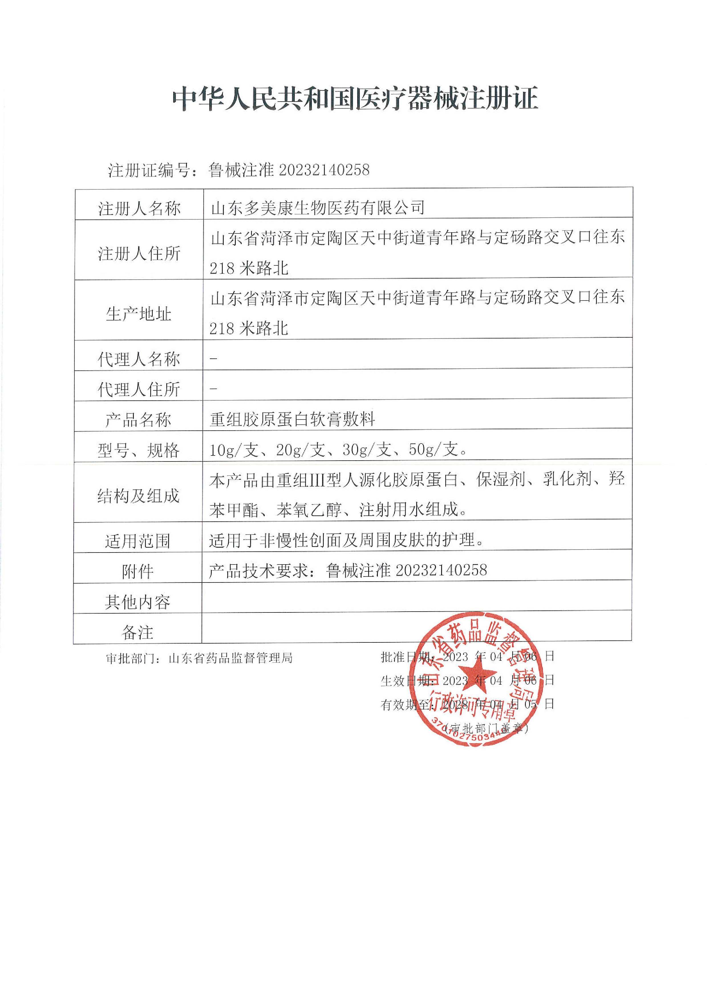 中华人民共和国医疗器械注册证
注册证编号：鲁械注准 20232140258
注册人名称
山东多美康生物医药有限公司
注册人住所
山东省菏泽市定陶区天中街道青年路与定砀路交叉口往东
218 米路北
生产地址
山东省菏泽市定陶区天中街道青年路与定砀路交叉口往东
218 米路北
代理人名称
-
代理人住所
-
产品名称
重组胶原蛋白软膏敷料
型号、规格
10g/支、20g/支、30g/支、50g/支。
结构及组成
本产品由重组Ⅲ型人源化胶原蛋白、保湿剂、乳化剂、羟
苯甲酯、苯氧乙醇、注射用水组成。
适用范围
适用于非慢性创面及周围皮肤的护理。
附件
产品技术要求：鲁械注准 20232140258
其他内容
备注
审批部门：山东省药品监督管理局
批准日期：2023 年 04 月 06 日
生效日期：2023 年 04 月 06 日
有效期至：2028 年 04 月 05 日
（审批部门盖章）
山东省药品监督管理局
行政许可专用章